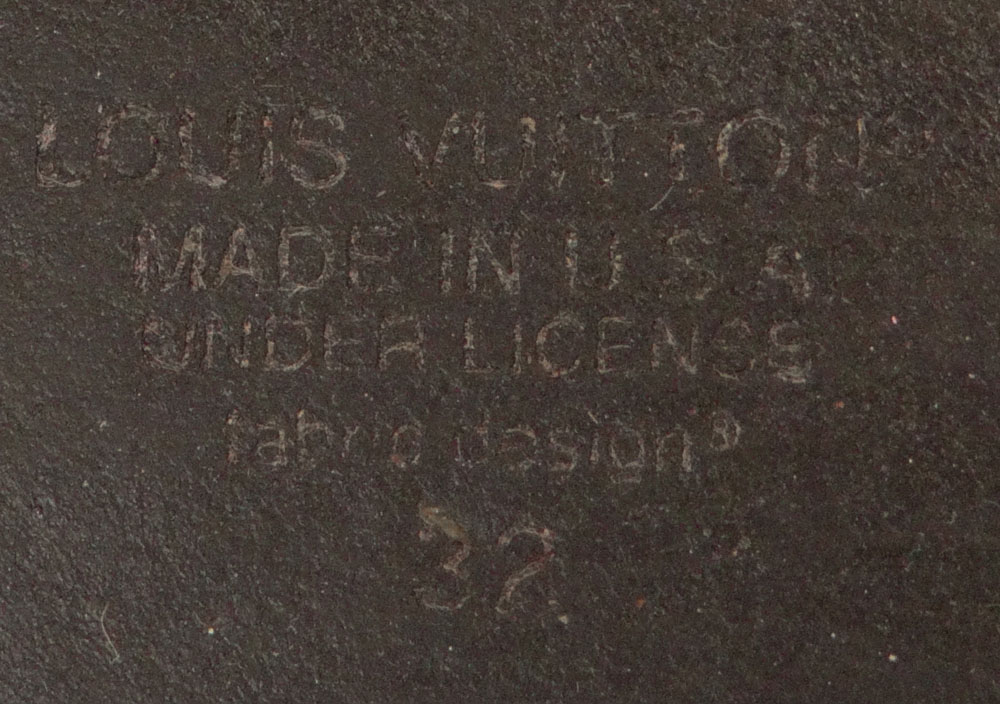 LOUIS VUITTON®
MADE IN U.S.A.
UNDER LICENSE
fabric design®
32